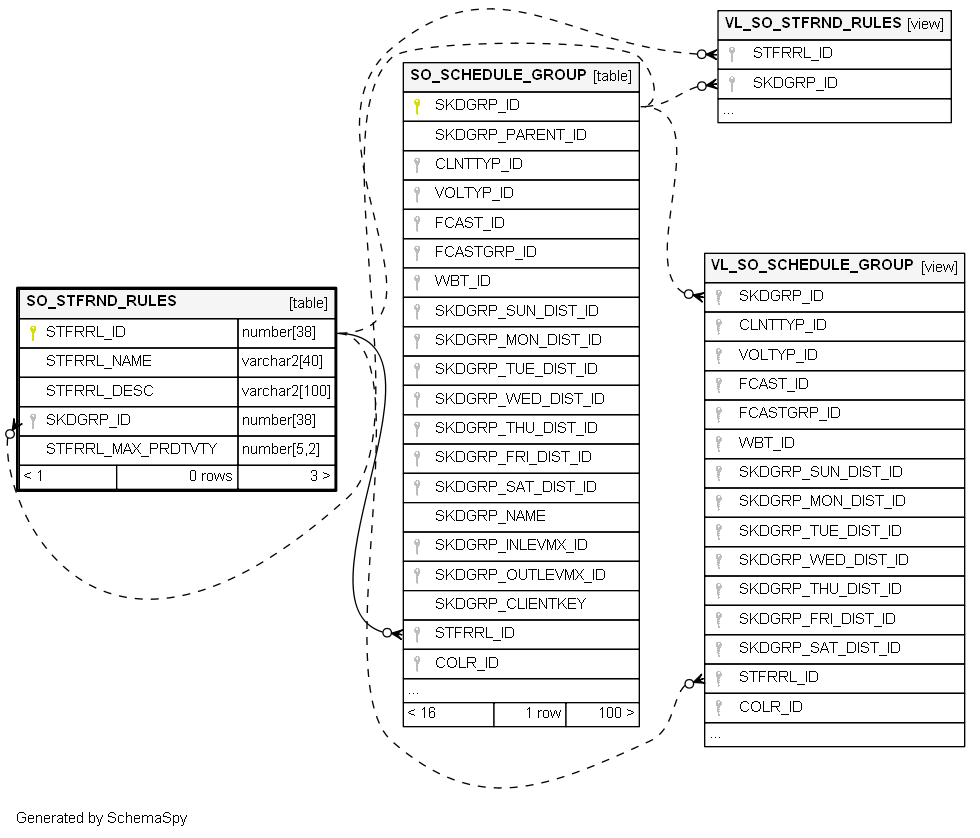 VL_SO_STFRND_RULES [view]
STFRRL_ID
SKDGRP_ID
...
SO_SCHEDULE_GROUP [table]
SKDGRP_ID
SKDGRP_PARENT_ID
CLNTTYP_ID
VOLTYP_ID
FCAST_ID
FCASTGRP_ID
WBT_ID
SKDGRP_SUN_DIST_ID
SKDGRP_MON_DIST_ID
SKDGRP_TUE_DIST_ID
SKDGRP_WED_DIST_ID
SKDGRP_THU_DIST_ID
SKDGRP_FRI_DIST_ID
SKDGRP_SAT_DIST_ID
SKDGRP_NAME
SKDGRP_INLEVMX_ID
SKDGRP_OUTLEVMX_ID
SKDGRP_CLIENTKEY
STFRRL_ID
COLR_ID
...
< 16 1 row 100 >
SO_STFRND_RULES [table]
STFRRL_ID number[38]
STFRRL_NAME varchar2[40]
STFRRL_DESC varchar2[100]
SKDGRP_ID number[38]
STFRRL_MAX_PRDTVTY number[5,2]
< 1 0 rows 3 >
VL_SO_SCHEDULE_GROUP [view]
SKDGRP_ID
CLNTTYP_ID
VOLTYP_ID
FCAST_ID
FCASTGRP_ID
WBT_ID
SKDGRP_SUN_DIST_ID
SKDGRP_MON_DIST_ID
SKDGRP_TUE_DIST_ID
SKDGRP_WED_DIST_ID
SKDGRP_THU_DIST_ID
SKDGRP_FRI_DIST_ID
SKDGRP_SAT_DIST_ID
STFRRL_ID
COLR_ID
...
Generated by SchemaSpy